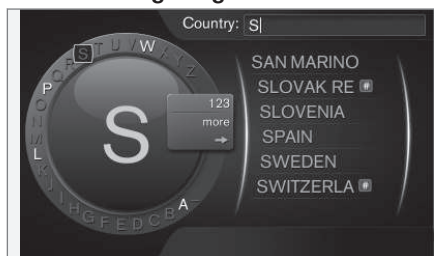 Country: S
A B C D E F G H I J K L M N O P Q R S T U V W X Y Z
S
123
more
SAN MARINO
SLOVAK RE #
SLOVENIA
SPAIN
SWEDEN
SWITZERLA #